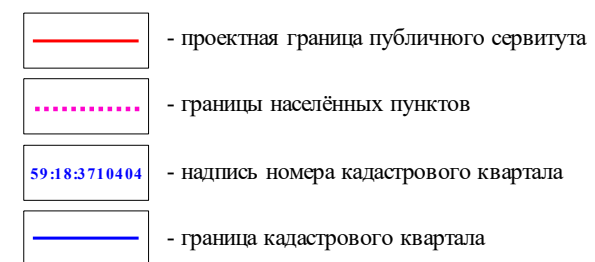 - проектная граница публичного сервитута
- границы населённых пунктов
59:18:3710404 - надпись номера кадастрового квартала
- граница кадастрового квартала